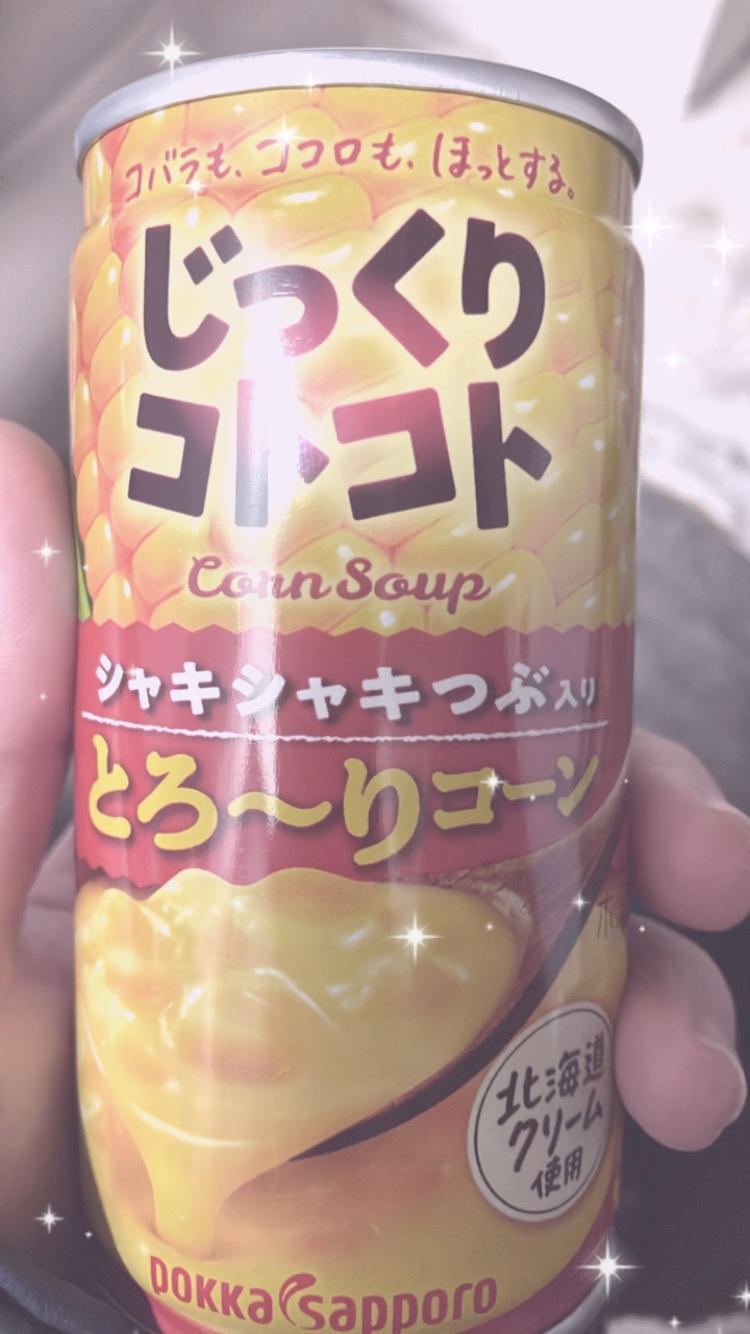 コバラも、ココロも、ほっとする。
じっくり
コトコト
Corn Soup
シャキシャキつぶ入り
とろ〜りコーン
北海道
クリーム
使用
pokka sapporo